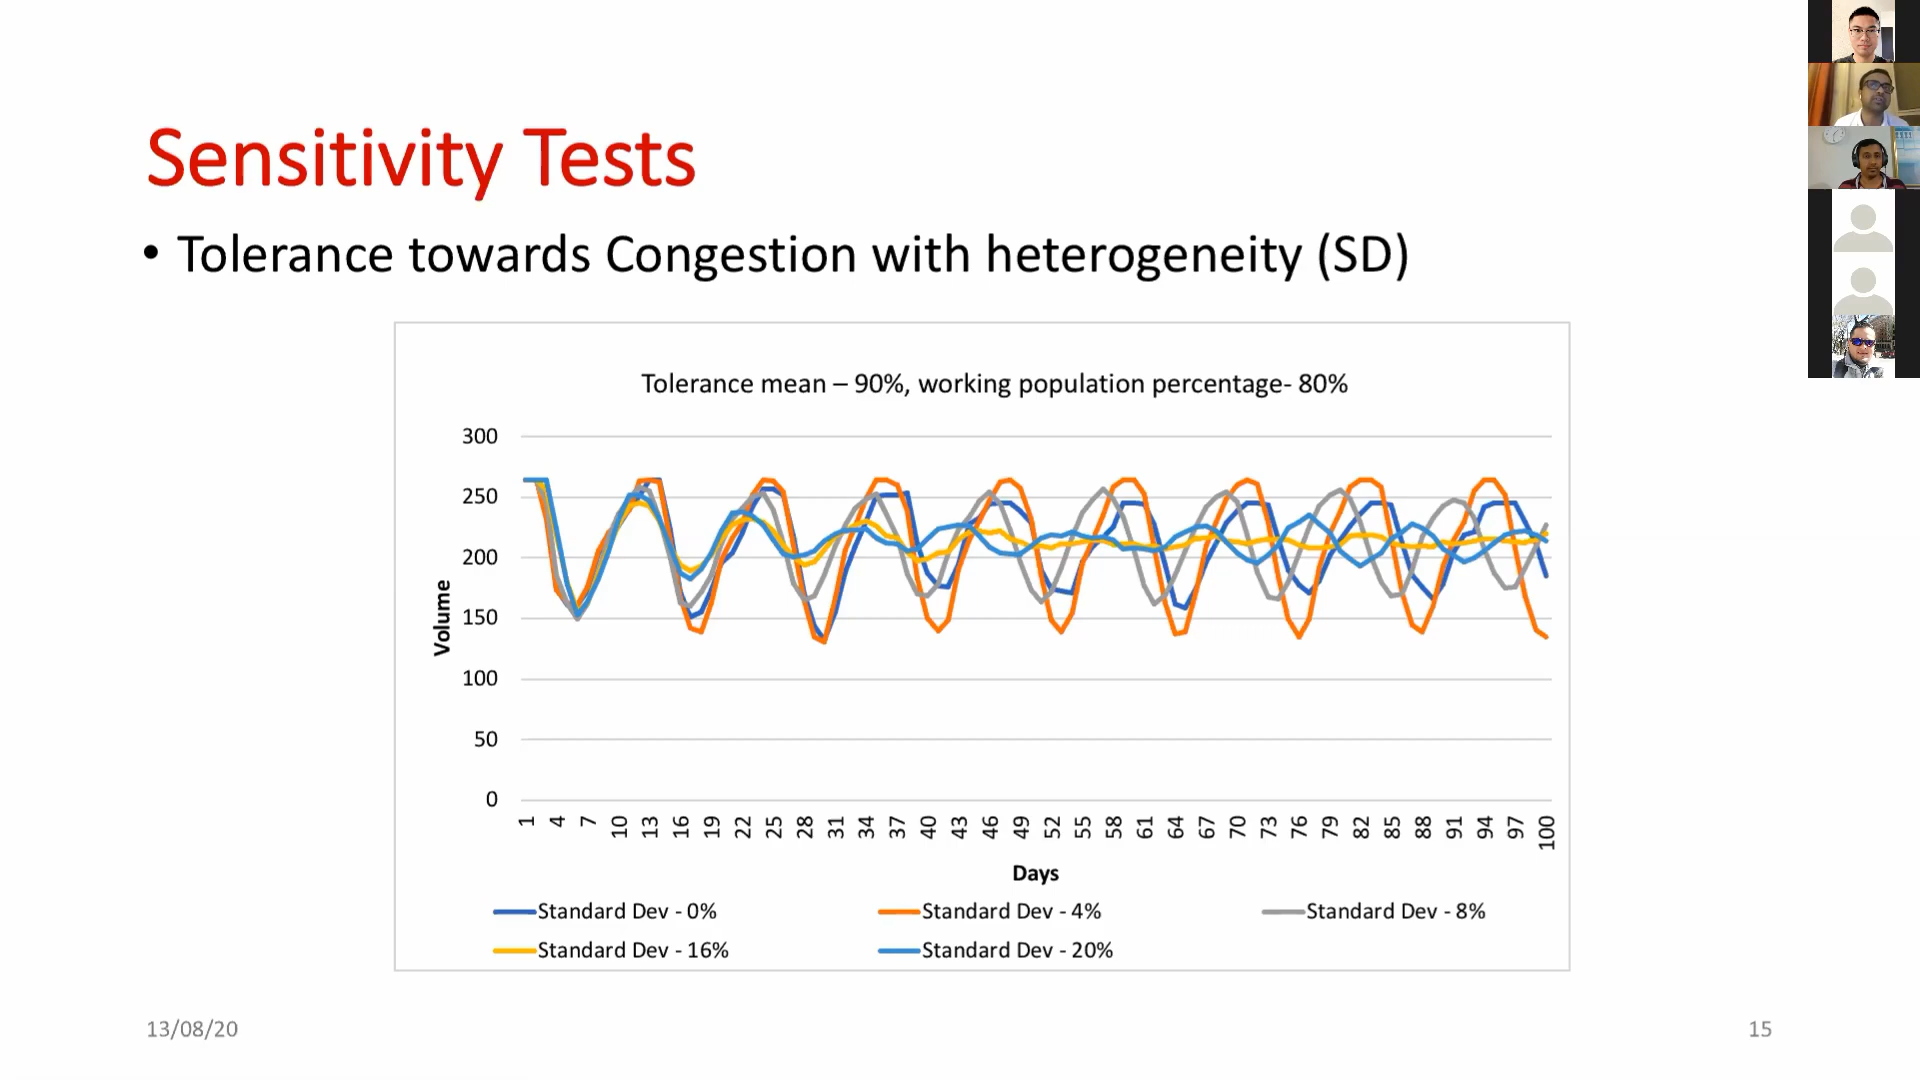 Sensitivity Tests
• Tolerance towards Congestion with heterogeneity (SD)
Tolerance mean – 90%, working population percentage- 80%
300
250
200
150
100
50
0
Volume
1 4 7 10 13 16 19 22 25 28 31 34 37 40 43 46 49 52 55 58 61 64 67 70 73 76 79 82 85 88 91 94 97 100
Days
Standard Dev - 0% Standard Dev - 4% Standard Dev - 8%
Standard Dev - 16% Standard Dev - 20%
13/08/20 15